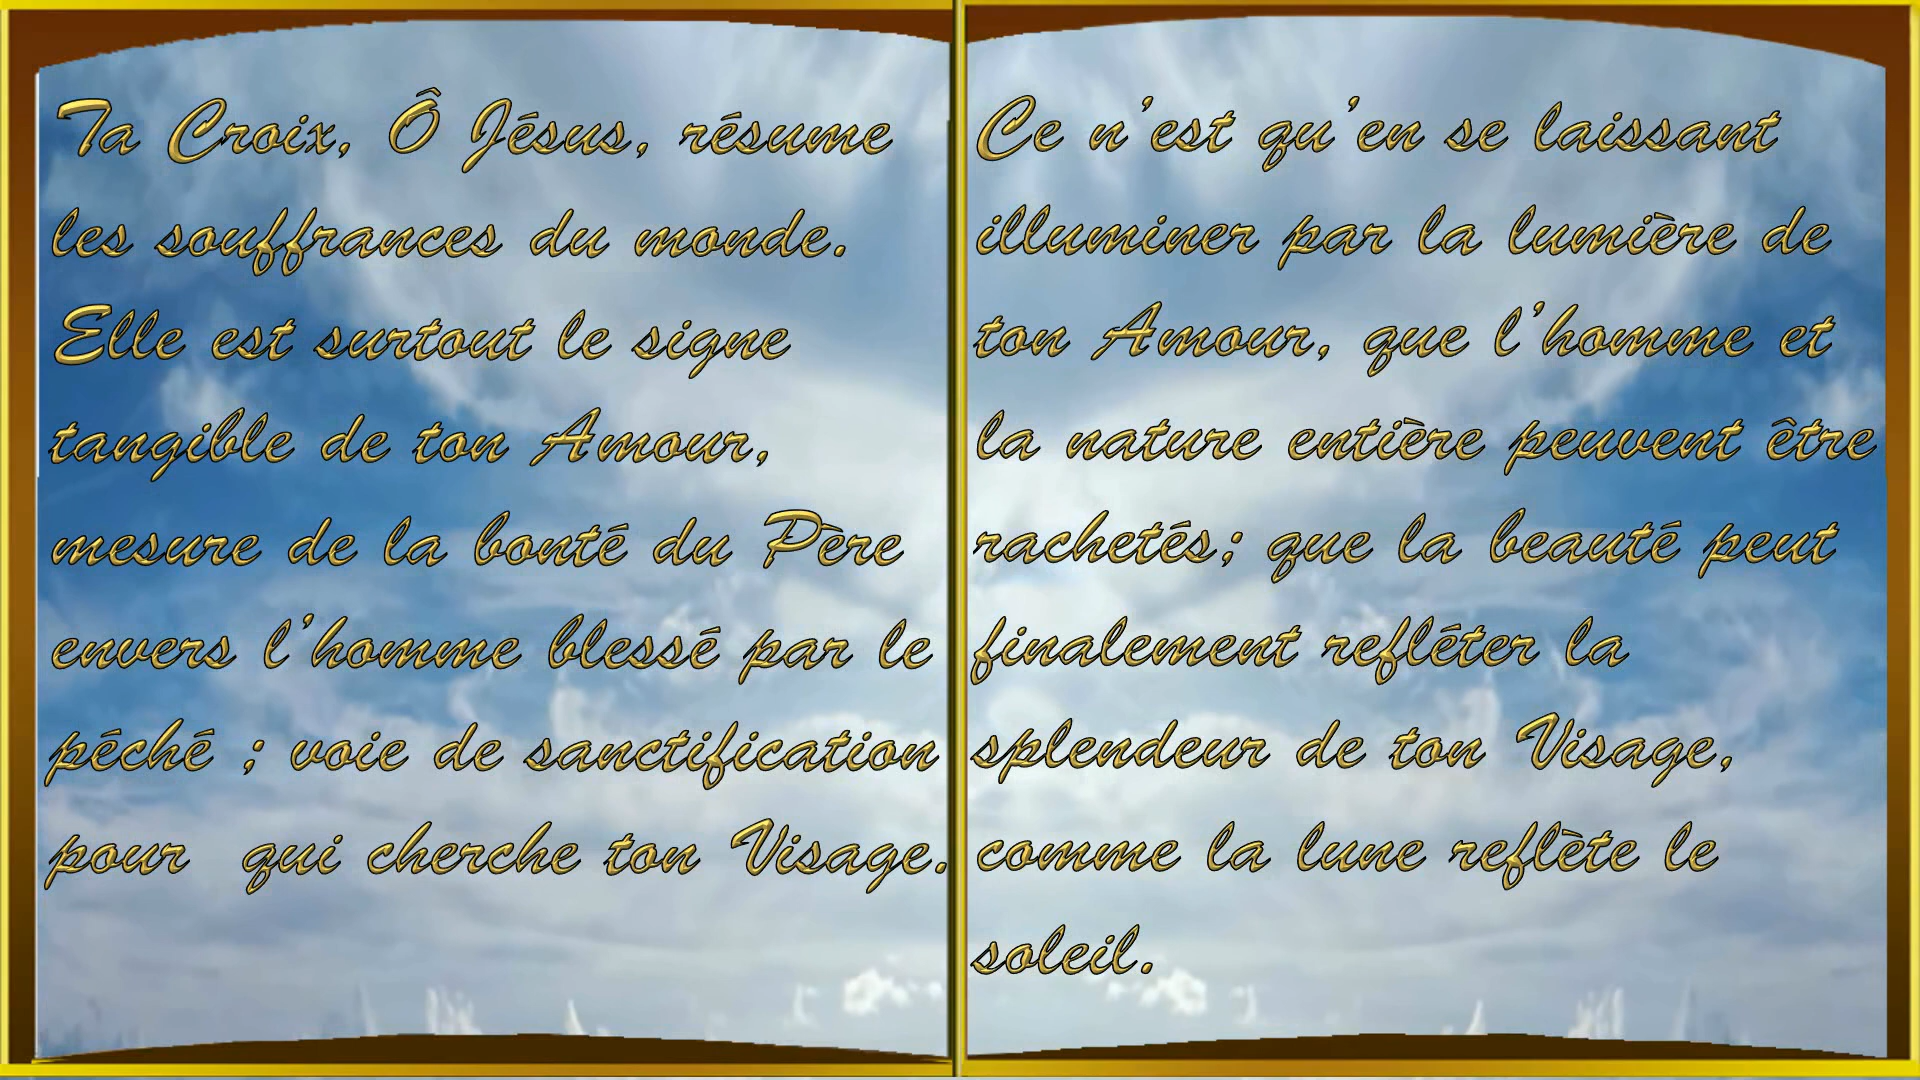 Ta Croix, Ô Jésus, résume
les souffrances du monde.
Elle est surtout le signe
tangible de ton Amour,
mesure de la bonté du Père
envers l'homme blessé par le
péché ; voie de sanctification
pour qui cherche ton Visage.
Ce n'est qu'en se laissant
illuminer par la lumière de
ton Amour, que l'homme et
la nature entière peuvent être
rachetés; que la beauté peut
finalement refléter la
splendeur de ton Visage,
comme la lune reflète le
soleil.